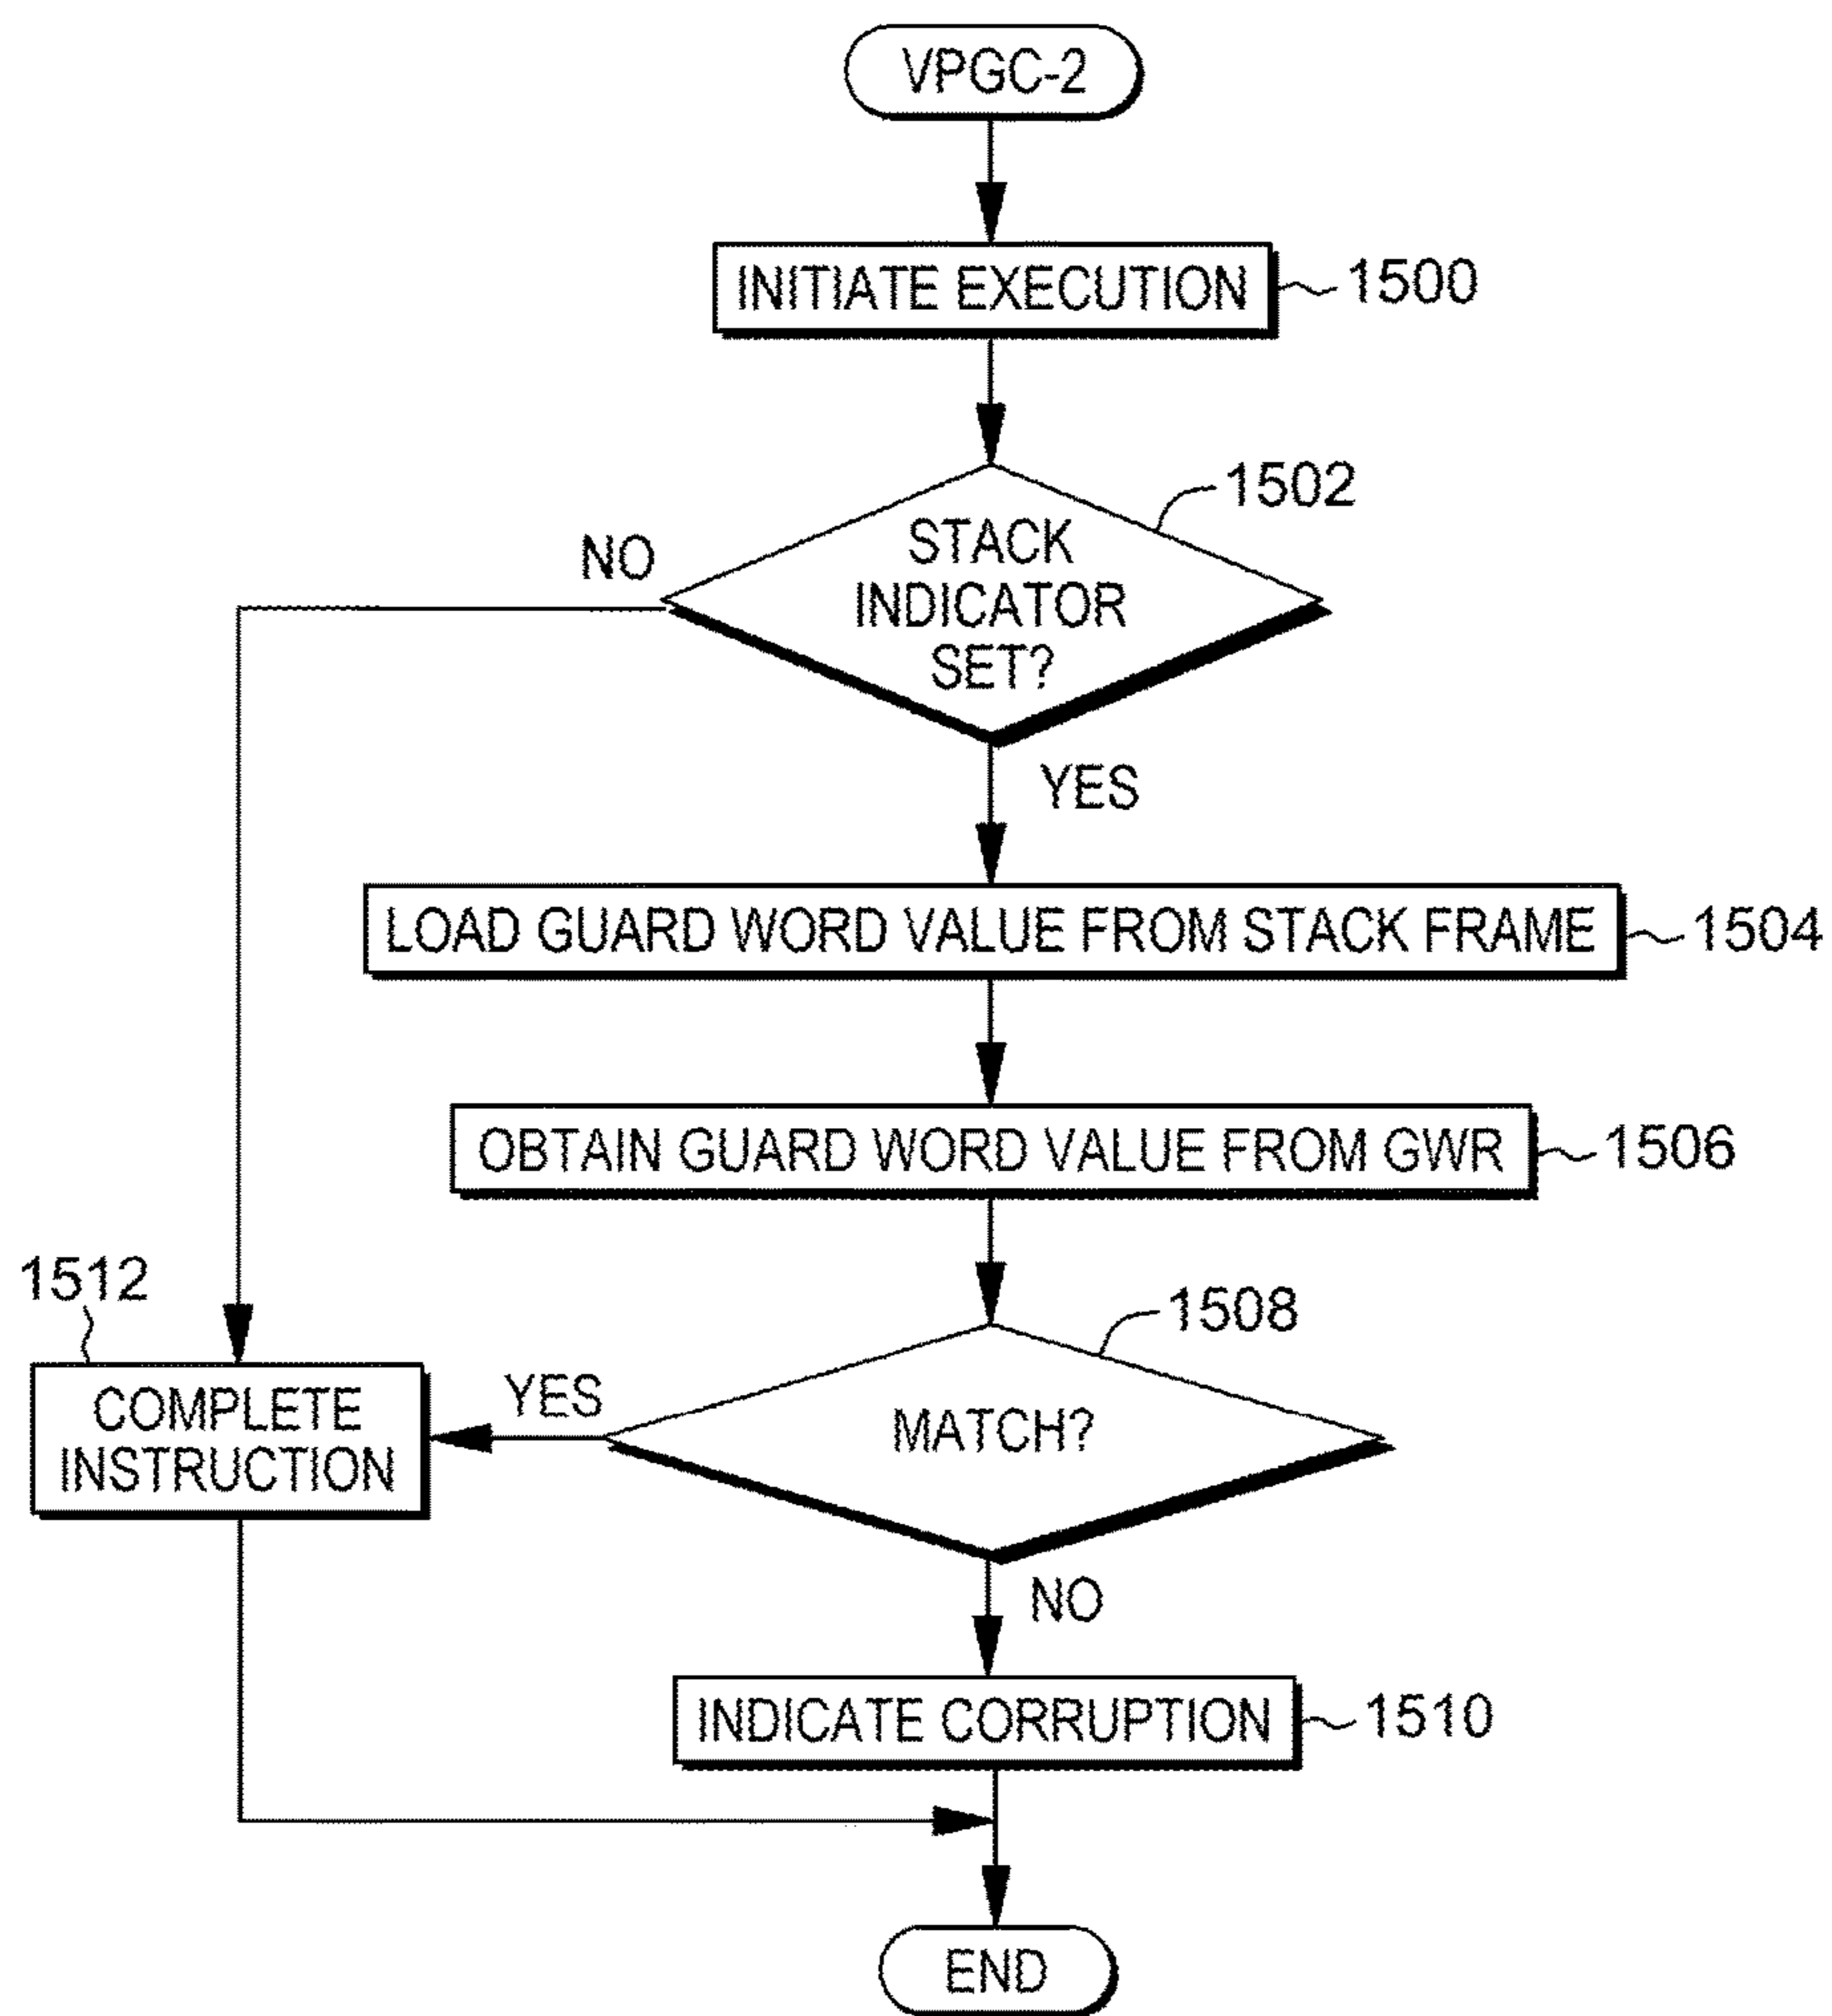 VPGC-2
INITIATE EXECUTION
1500
1502
STACK
INDICATOR
SET?
NO
YES
LOAD GUARD WORD VALUE FROM STACK FRAME
1504
OBTAIN GUARD WORD VALUE FROM GWR
1506
1512
1508
COMPLETE
INSTRUCTION
YES
MATCH?
NO
INDICATE CORRUPTION
1510
END